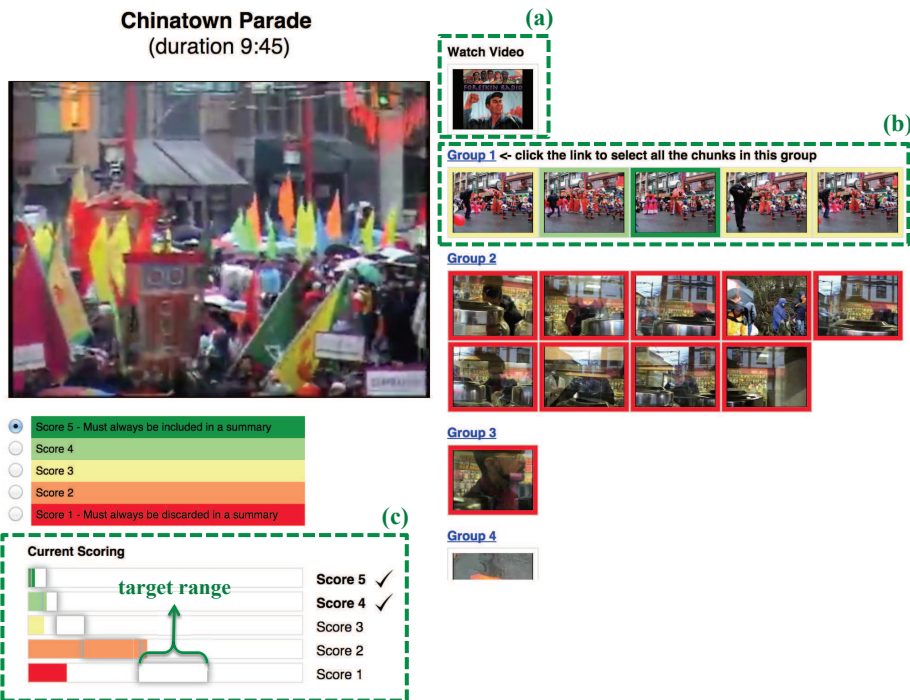 Chinatown Parade
(duration 9:45)
(a)
Watch Video
FORESKIN RADIO
(b)
Group 1 <- click the link to select all the chunks in this group
Group 2
Group 3
Group 4
Score 5 - Must always be included in a summary
Score 4
Score 3
Score 2
Score 1 - Must always be discarded in a summary
(c)
Current Scoring
target range
Score 5 ✓
Score 4 ✓
Score 3
Score 2
Score 1